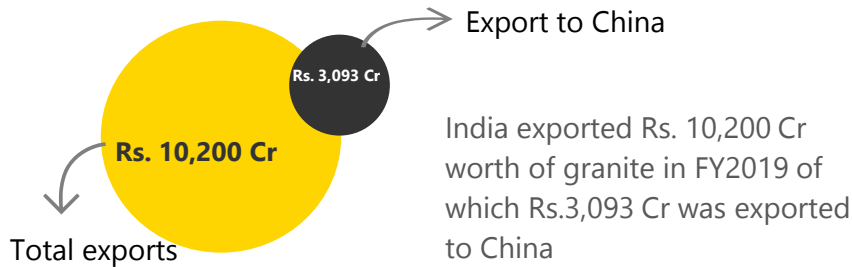 Export to China
Rs. 3,093 Cr
Rs. 10,200 Cr
Total exports
India exported Rs. 10,200 Cr
worth of granite in FY2019 of
which Rs.3,093 Cr was exported
to China